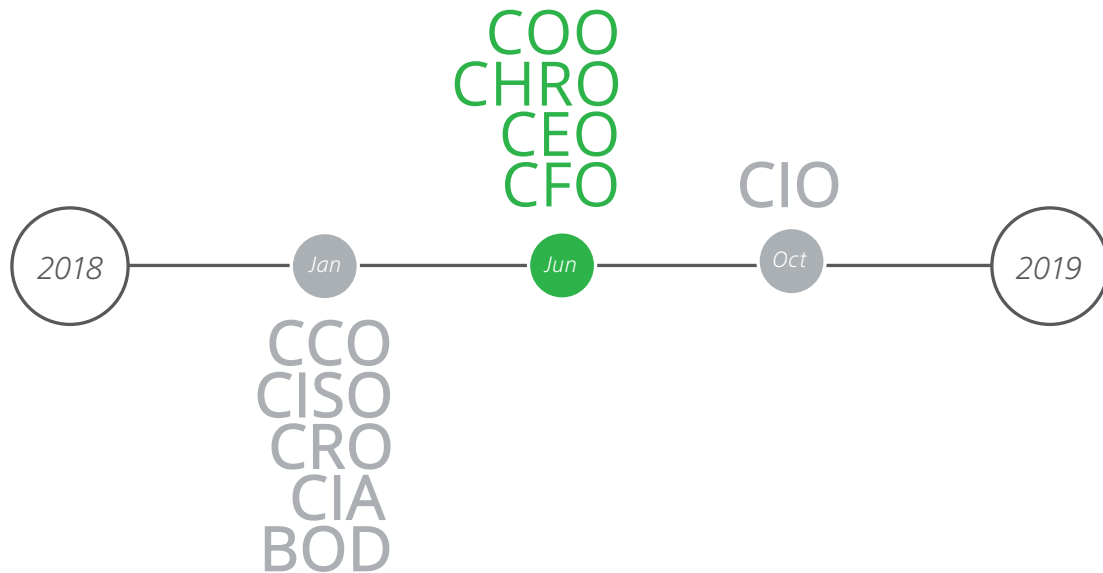 COO
CHRO
CEO
CFO
CIO
2018
Jan
Jun
Oct
2019
CCO
CISO
CRO
CIA
BOD